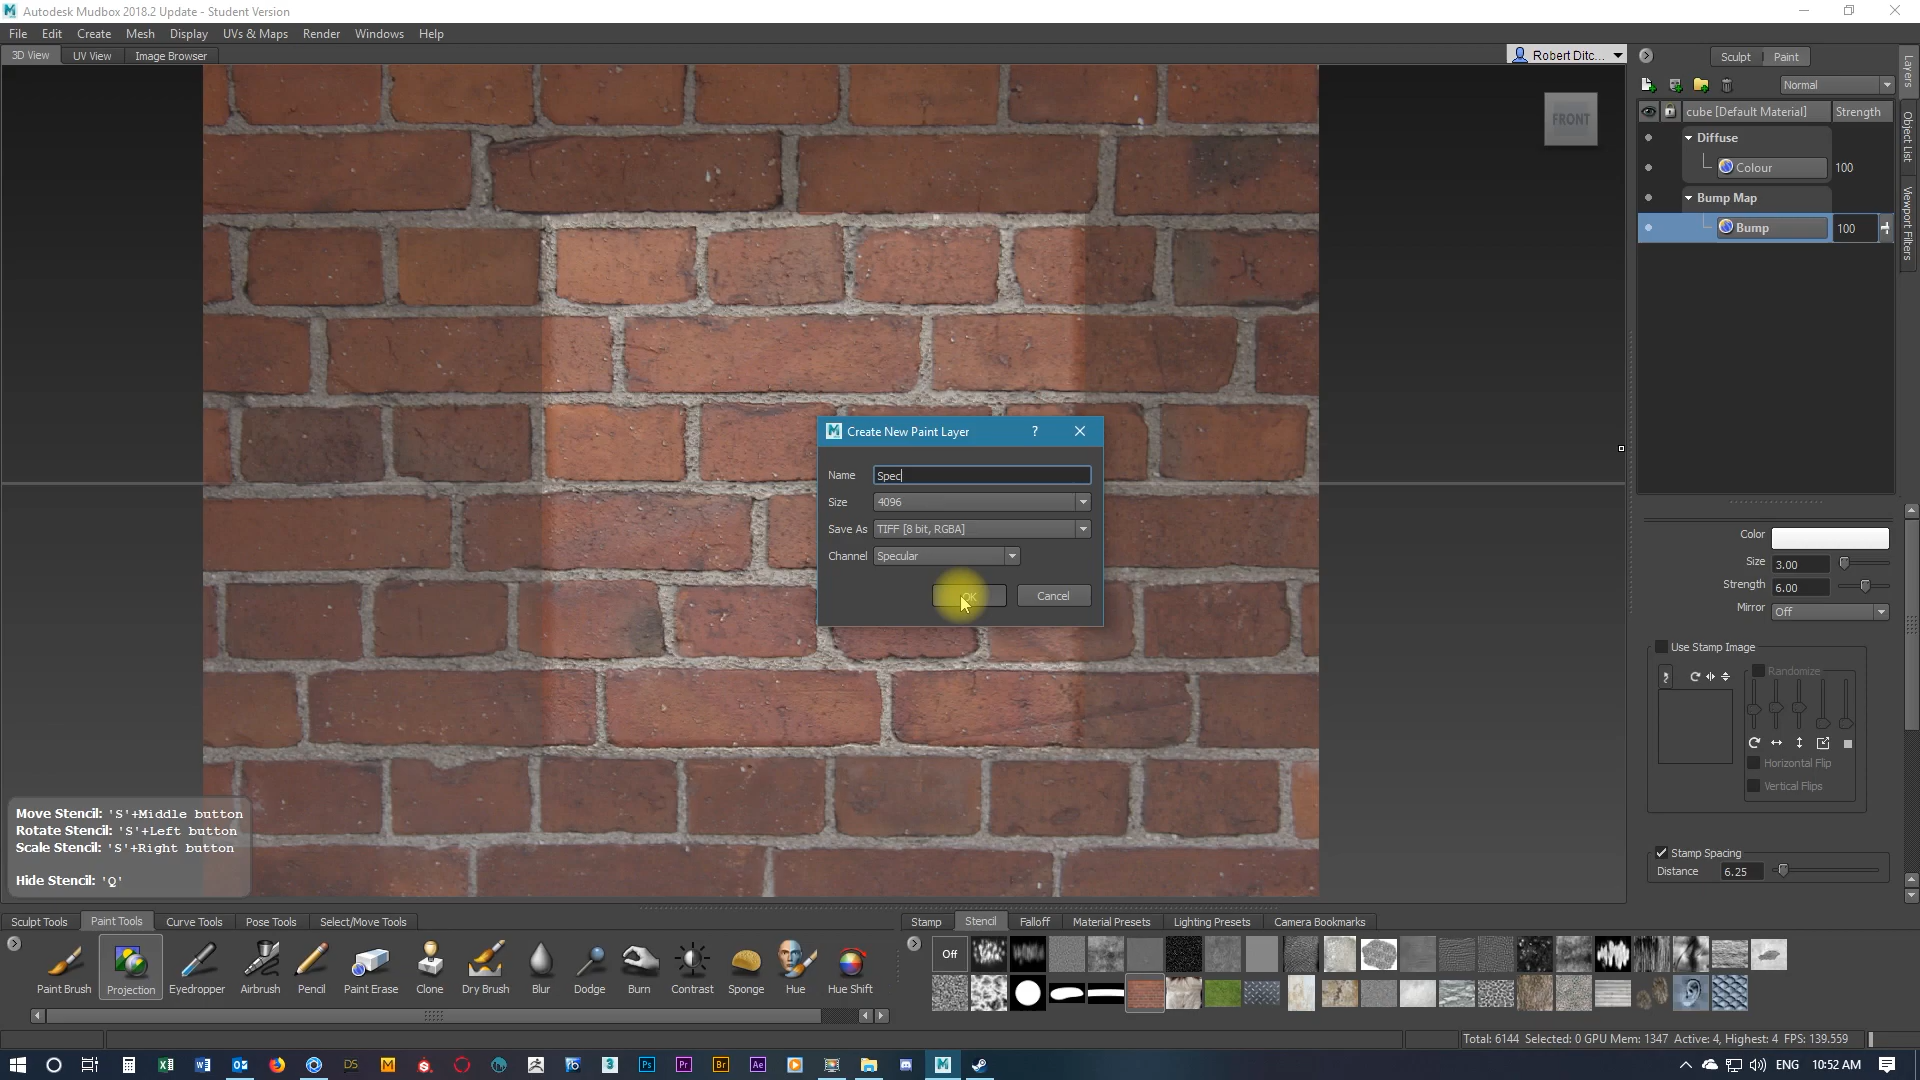 Autodesk Mudbox 2018.2 Update - Student Version
File Edit Create Mesh Display UVs & Maps Render Windows Help
3D View UV View Image Browser
Robert Ditc...
Sculpt Paint
Normal
Layers
Object List
Viewport Filters
cube [Default Material] Strength
Diffuse
Colour 100
Bump Map
Bump 100
FRONT
Create New Paint Layer ?
Name Spec
Size 4096
Save As TIFF [8 bit, RGBA]
Channel Specular
OK Cancel
Color
Size 3.00
Strength 6.00
Mirror Off
Use Stamp Image
Randomize
Horizontal Flip
Vertical Flips
Stamp Spacing
Distance 6.25
Move Stencil: 'S'+Middle button
Rotate Stencil: 'S'+Left button
Scale Stencil: 'S'+Right button
Hide Stencil: 'Q'
Sculpt Tools Paint Tools Curve Tools Pose Tools Select/Move Tools
Stamp Stencil Falloff Material Presets Lighting Presets Camera Bookmarks
Off
Paint Brush Projection Eyedropper Airbrush Pencil Paint Erase Clone Dry Brush Blur Dodge Burn Contrast Sponge Hue Hue Shift
Total: 6144 Selected: 0 GPU Mem: 1347 Active: 4, Highest: 4 FPS: 139.559
DS
3
Ps
Pr
Br
Ae
M
ENG 10:52 AM